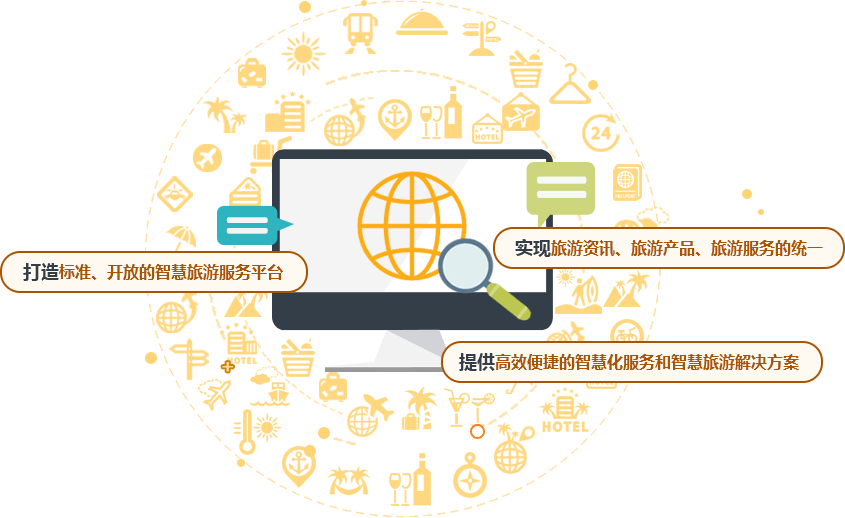 24
HOTEL
PASSPORT
实现旅游资讯、旅游产品、旅游服务的统一
打造标准、开放的智慧旅游服务平台
HOTEL
提供高效便捷的智慧化服务和智慧旅游解决方案
HOTEL